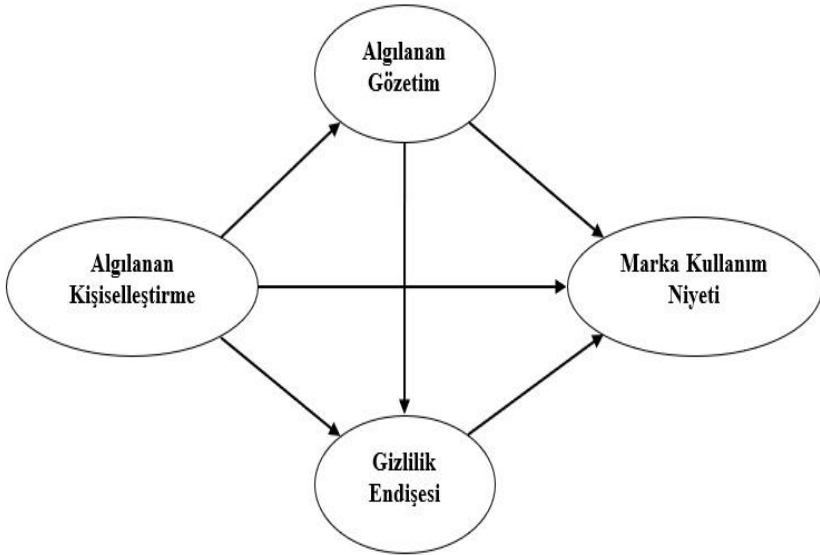 Algılanan
Gözetim
Algılanan
Kişiselleştirme
Marka Kullanım
Niyeti
Gizlilik
Endişesi